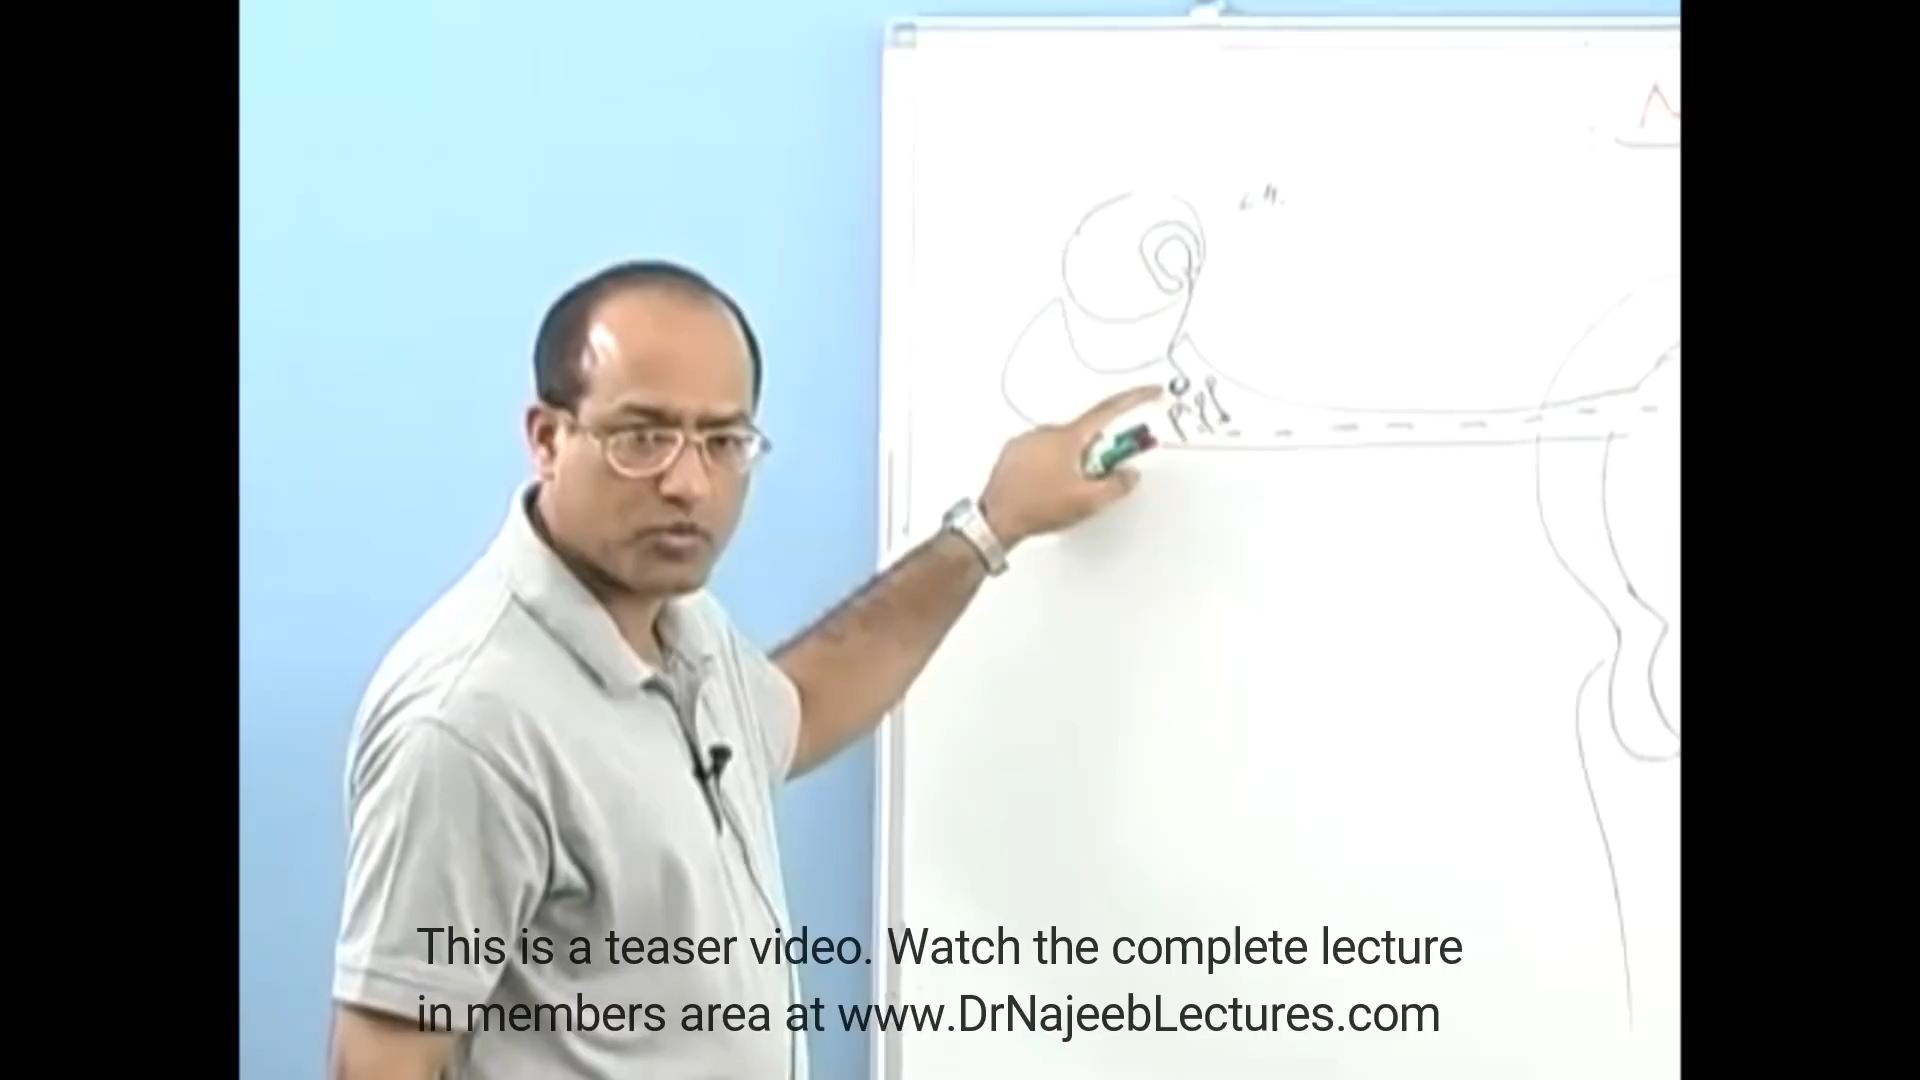 This is a teaser video. Watch the complete lecture
in members area at www.DrNajeebLectures.com